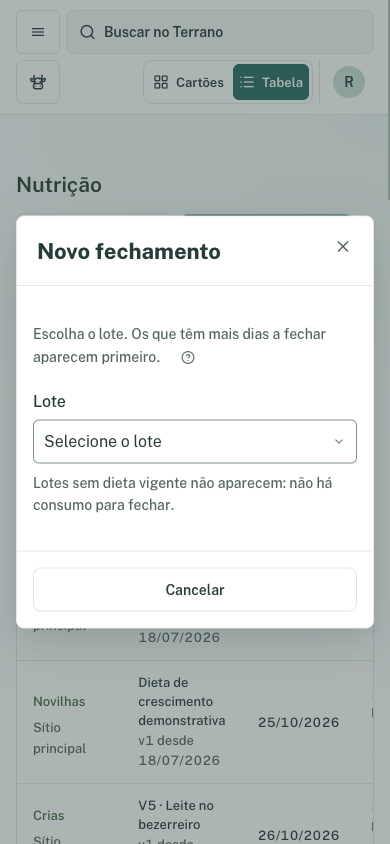 Buscar no Terrano
Cartões
Tabela
R
Nutrição
Novo fechamento
Escolha o lote. Os que têm mais dias a fechar
aparecem primeiro.
Lote
Selecione o lote
Lotes sem dieta vigente não aparecem: não há
consumo para fechar.
Cancelar
principal
18/07/2026
Novilhas
Sítio
principal
Dieta de
crescimento
demonstrativa
v1 desde
18/07/2026
25/10/2026
Crias
Sítio
V5 · Leite no
bezerreiro
v1 desde
26/10/2026